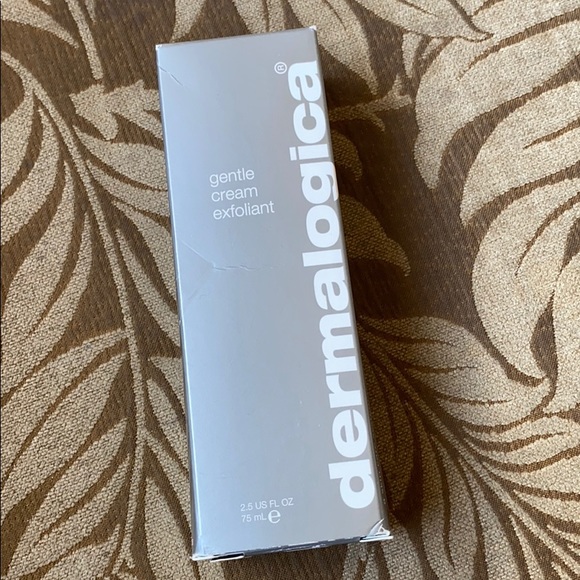 gentle
cream
exfoliant
dermalogica®
2.5 US FL OZ
75 mL ℮